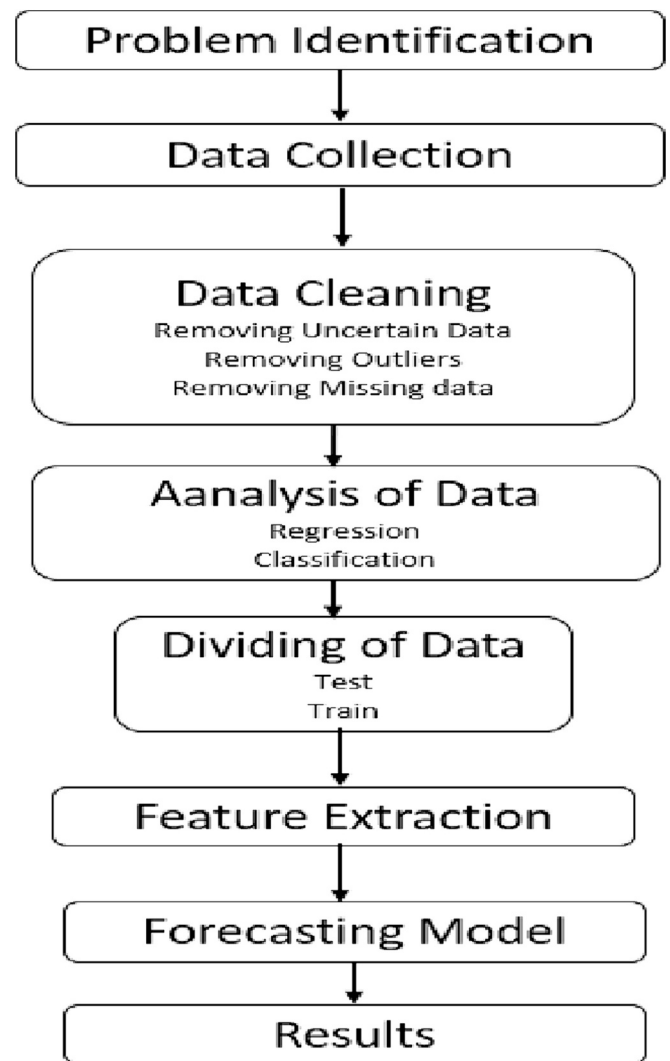 Problem Identification
Data Collection
Data Cleaning
Removing Uncertain Data
Removing Outliers
Removing Missing data
Aanalysis of Data
Regression
Classification
Dividing of Data
Test
Train
Feature Extraction
Forecasting Model
Results